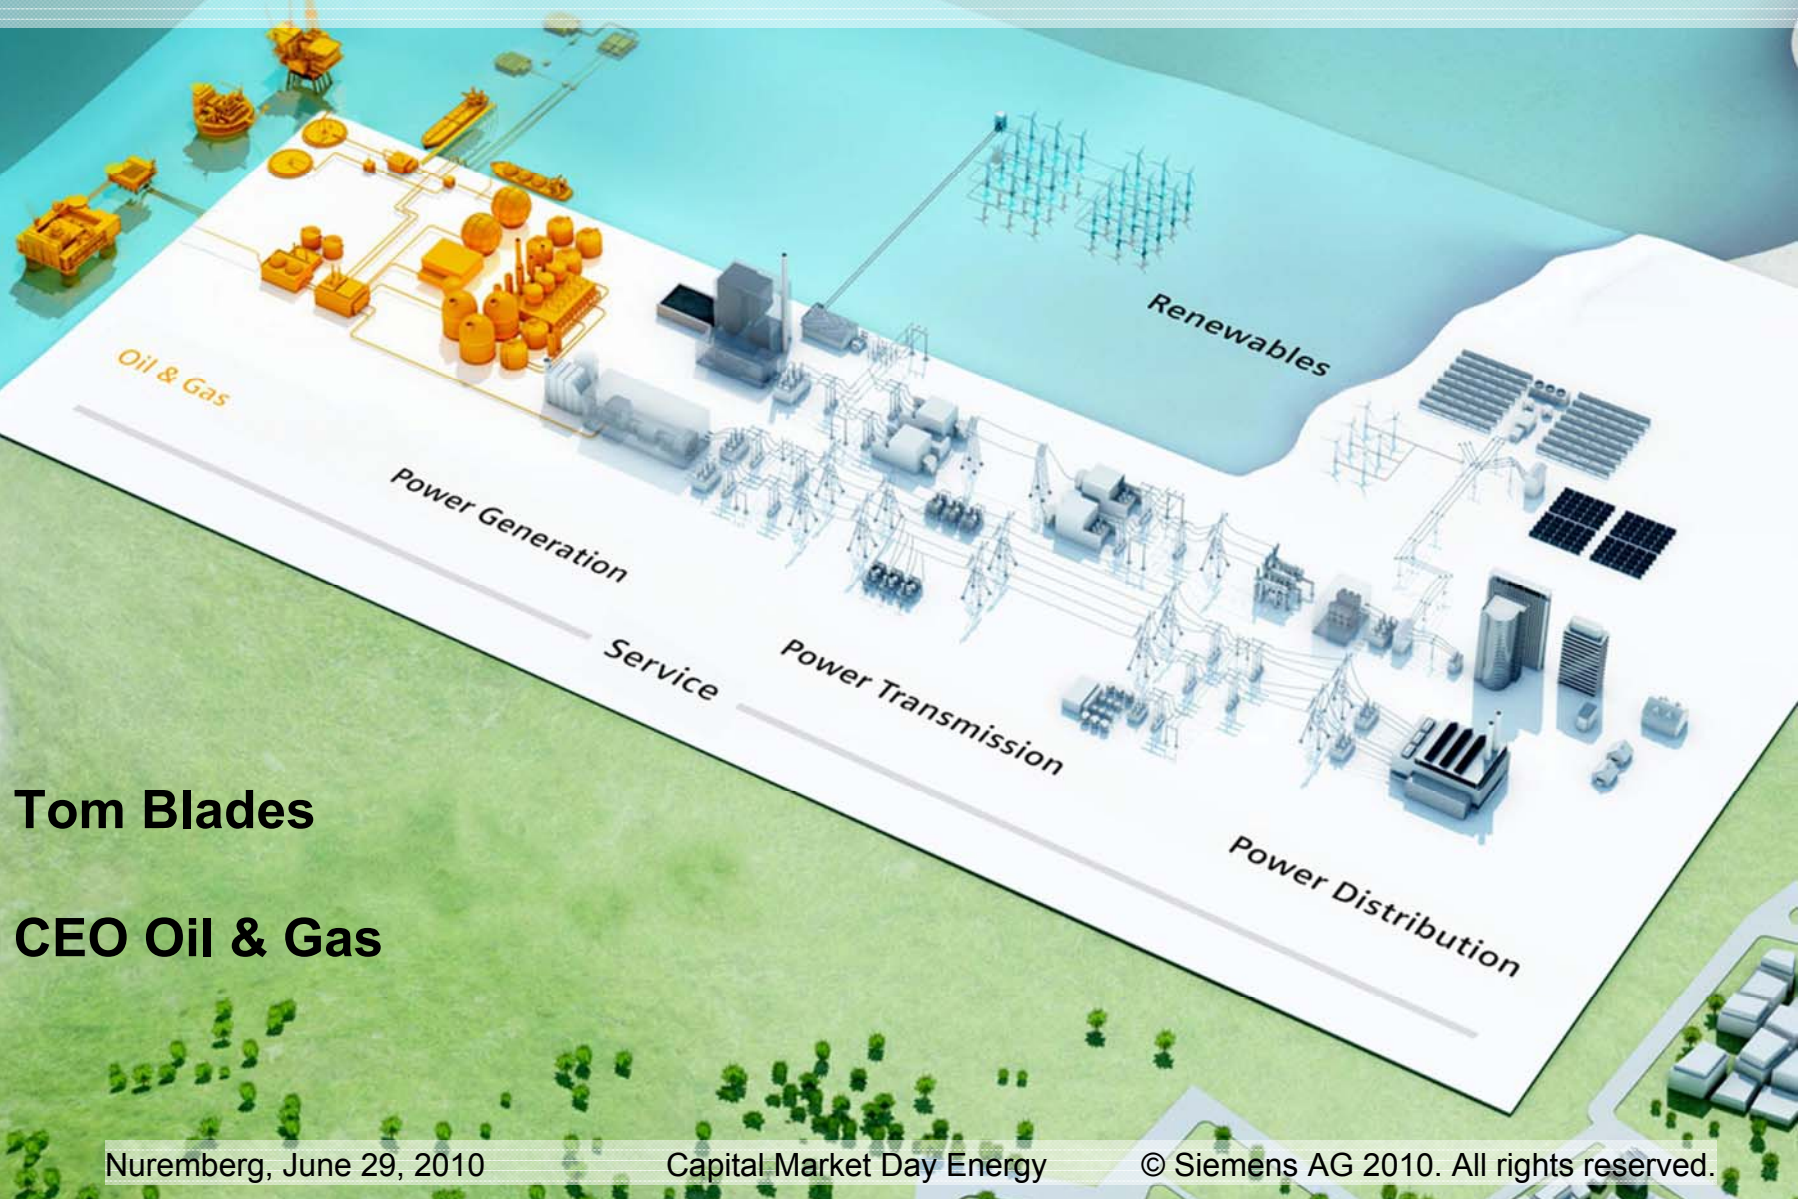 Renewables
Oil & Gas
Power Generation
Service
Power Transmission
Power Distribution
Tom Blades
CEO Oil & Gas
Nuremberg, June 29, 2010 Capital Market Day Energy © Siemens AG 2010. All rights reserved.